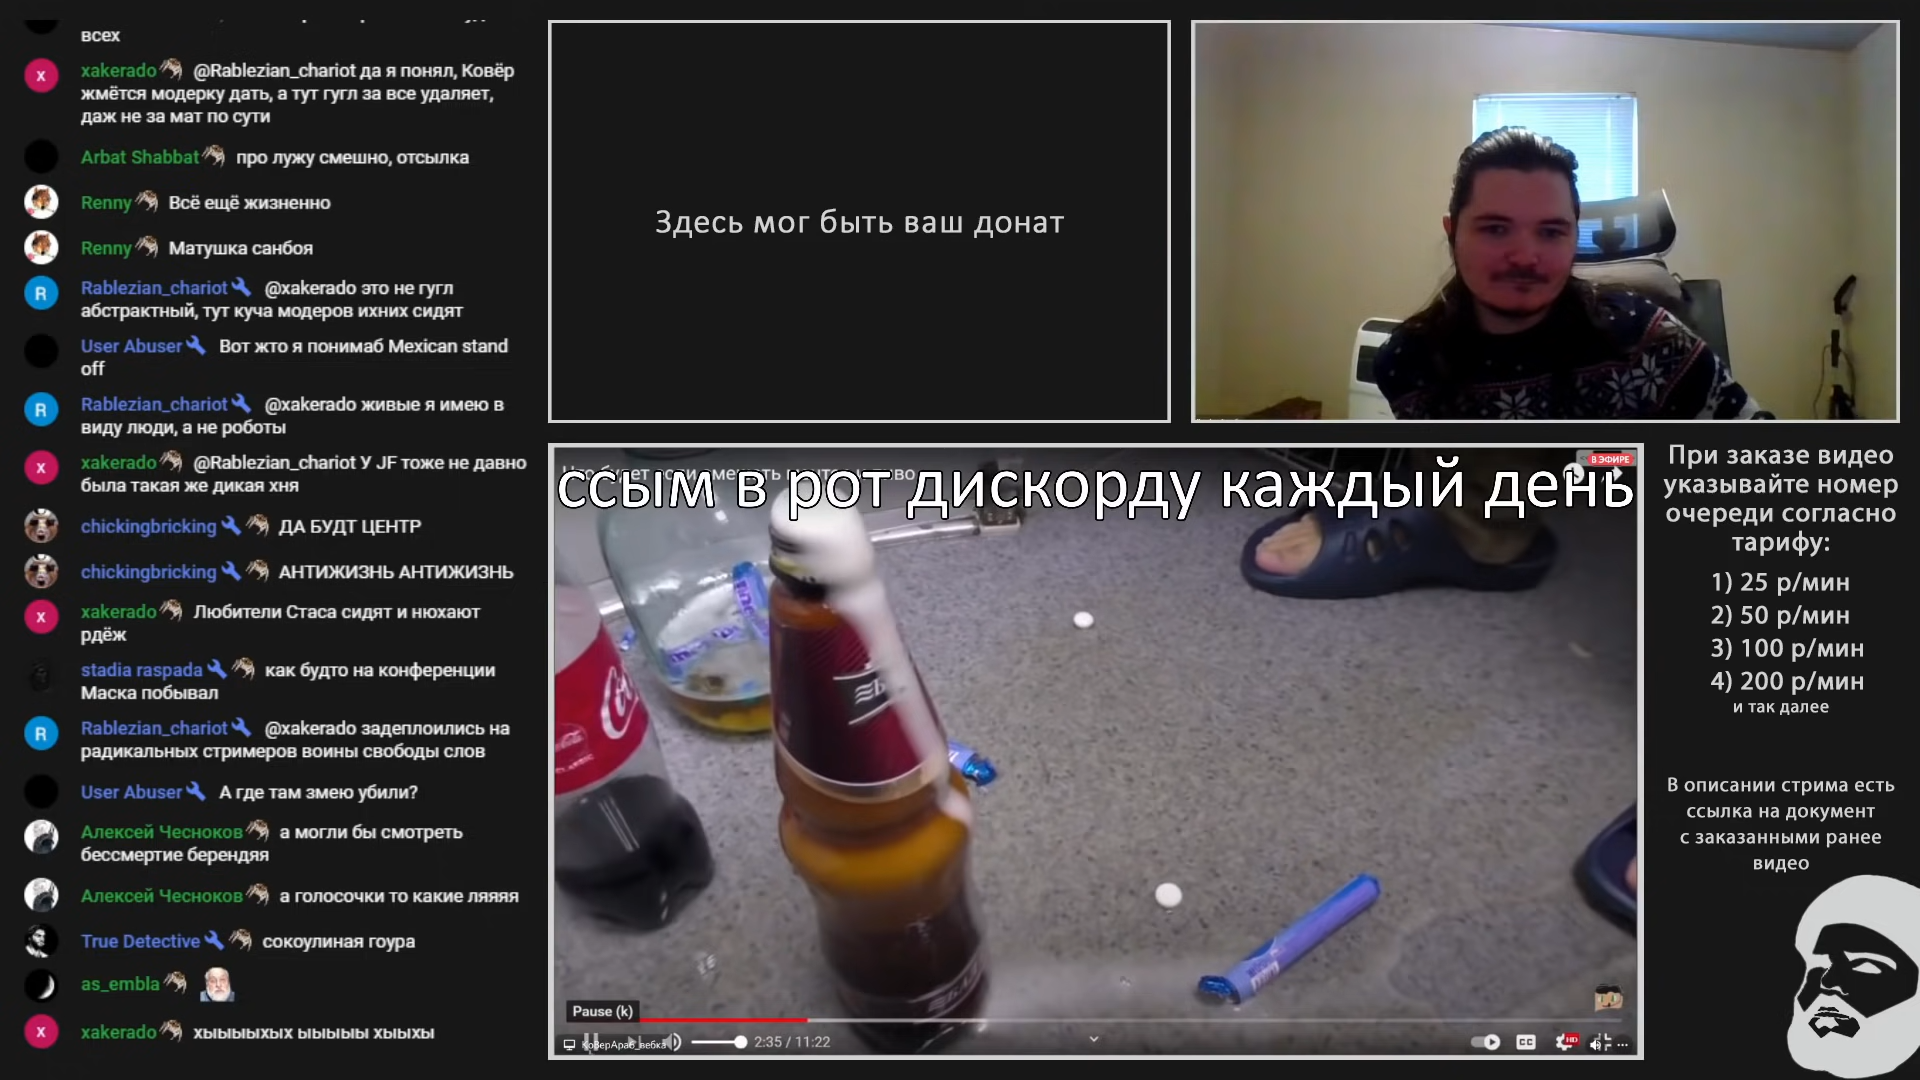 всех
xakerado @Rablezian_chariot да я понял, Ковёр
жмётся модерку дать, а тут гугл за все удаляет,
даж не за мат по сути
Arbat Shabbat про лужу смешно, отсылка
Renny Всё ещё жизненно
Renny Матушка санбоя
Rablezian_chariot @xakerado это не гугл
абстрактный, тут куча модеров ихних сидят
User Abuser Вот жто я понимаб Mexican stand
off
Rablezian_chariot @xakerado живые я имею в
виду люди, а не роботы
xakerado @Rablezian_chariot У JF тоже не давно
была такая же дикая хня
chickingbricking ДА БУДТ ЦЕНТР
chickingbricking АНТИЖИЗНЬ АНТИЖИЗНЬ
xakerado Любители Стаса сидят и нюхают
рдёж
stadia raspada как будто на конференции
Маска побывал
Rablezian_chariot @xakerado задеплоились на
радикальных стримеров воины свободы слов
User Abuser А где там змею убили?
Алексей Чесноков а могли бы смотреть
бессмертие берендяя
Алексей Чесноков а голосочки то какие ляяяя
True Detective сокоулиная гоура
as_embla
xakerado хыыыыхых ыыыыы хыыхы
Здесь мог быть ваш донат
В ЭФИРЕ
ссым в рот дискорду каждый день
Pause (k)
КоверАраб_вебка
2:35 / 11:22
CC
HD
При заказе видео
указывайте номер
очереди согласно
тарифу:
1) 25 р/мин
2) 50 р/мин
3) 100 р/мин
4) 200 р/мин
и так далее
В описании стрима есть
ссылка на документ
с заказанными ранее
видео